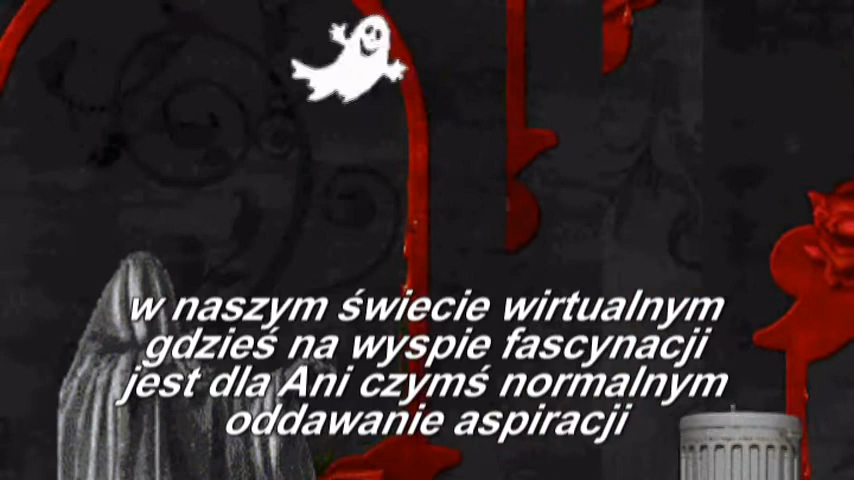 w naszym świecie wirtualnym
gdzieś na wyspie fascynacji
jest dla Ani czymś normalnym
oddawanie aspiracji